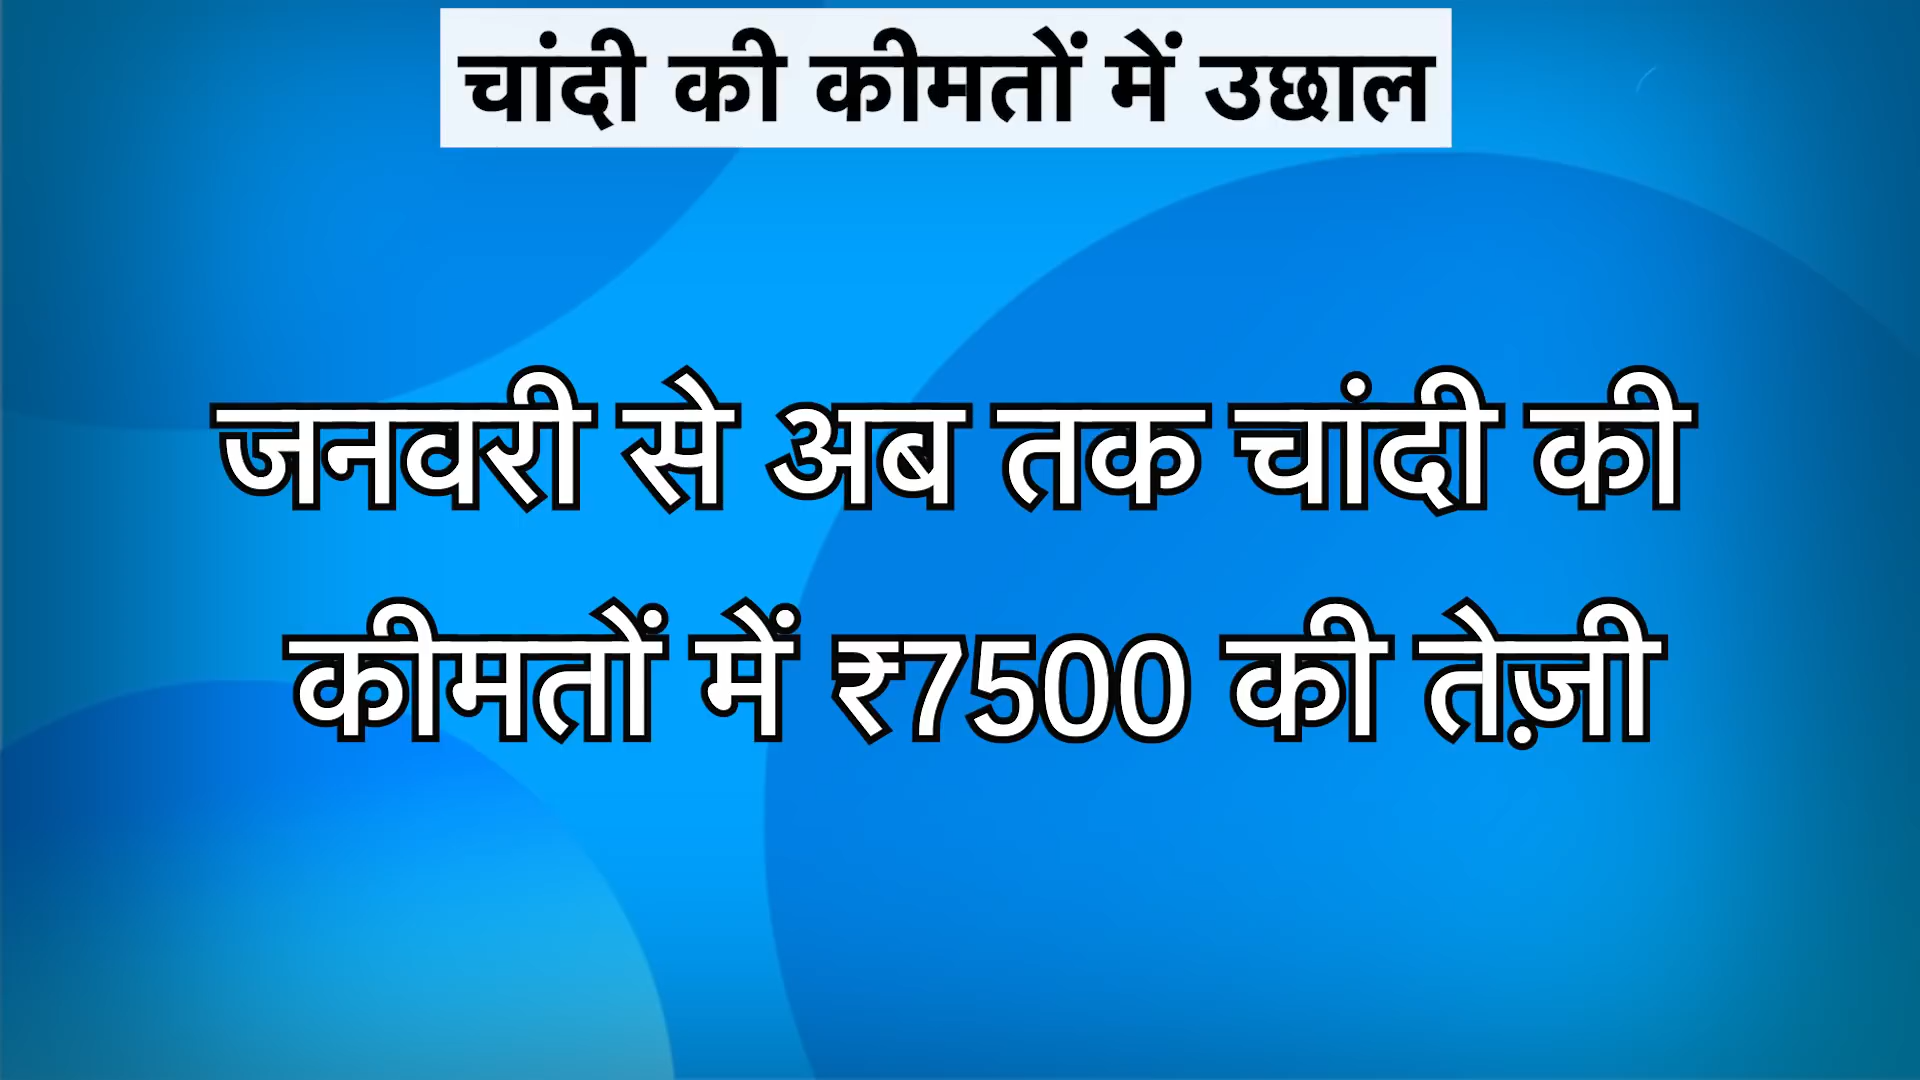 चांदी की कीमतों में उछाल
जनवरी से अब तक चांदी की
कीमतों में ₹7500 की तेज़ी